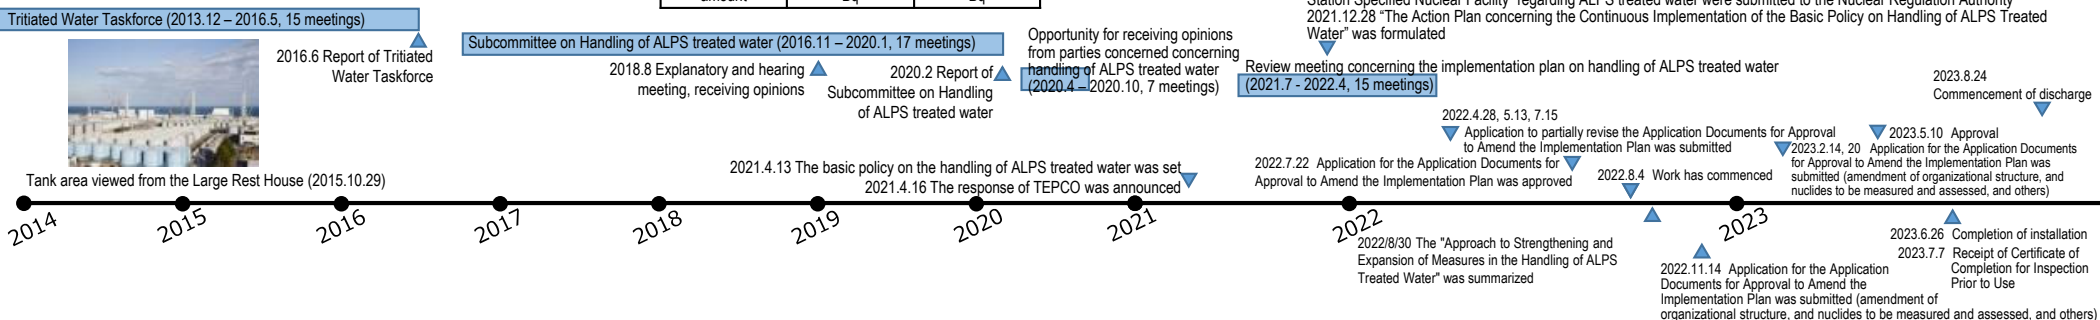 amount
Bq
Bq
Station Specified Nuclear Facility" regarding ALPS treated water were submitted to the Nuclear Regulation Authority
2021.12.28 "The Action Plan concerning the Continuous Implementation of the Basic Policy on Handling of ALPS Treated
Water" was formulated
Tritiated Water Taskforce (2013.12 – 2016.5, 15 meetings)
2016.6 Report of Tritiated
Water Taskforce
Subcommittee on Handling of ALPS treated water (2016.11 – 2020.1, 17 meetings)
2018.8 Explanatory and hearing
meeting, receiving opinions
2020.2 Report of
Subcommittee on Handling
of ALPS treated water
Opportunity for receiving opinions
from parties concerned concerning
handling of ALPS treated water
(2020.4 – 2020.10, 7 meetings)
Review meeting concerning the implementation plan on handling of ALPS treated water
(2021.7 - 2022.4, 15 meetings)
2023.8.24
Commencement of discharge
2022.4.28, 5.13, 7.15
Application to partially revise the Application Documents for Approval
to Amend the Implementation Plan was submitted
2023.5.10 Approval
2023.2.14, 20 Application for the Application Documents
for Approval to Amend the Implementation Plan was
submitted (amendment of organizational structure, and
nuclides to be measured and assessed, and others)
2021.4.13 The basic policy on the handling of ALPS treated water was set
2021.4.16 The response of TEPCO was announced
2022.7.22 Application for the Application Documents for
Approval to Amend the Implementation Plan was approved
2022.8.4 Work has commenced
Tank area viewed from the Large Rest House (2015.10.29)
2014
2015
2016
2017
2018
2019
2020
2021
2022
2023
2022/8/30 The "Approach to Strengthening and
Expansion of Measures in the Handling of ALPS
Treated Water" was summarized
2022.11.14 Application for the Application
Documents for Approval to Amend the
Implementation Plan was submitted (amendment of
organizational structure, and nuclides to be measured and assessed, and others)
2023.6.26 Completion of installation
2023.7.7 Receipt of Certificate of
Completion for Inspection
Prior to Use